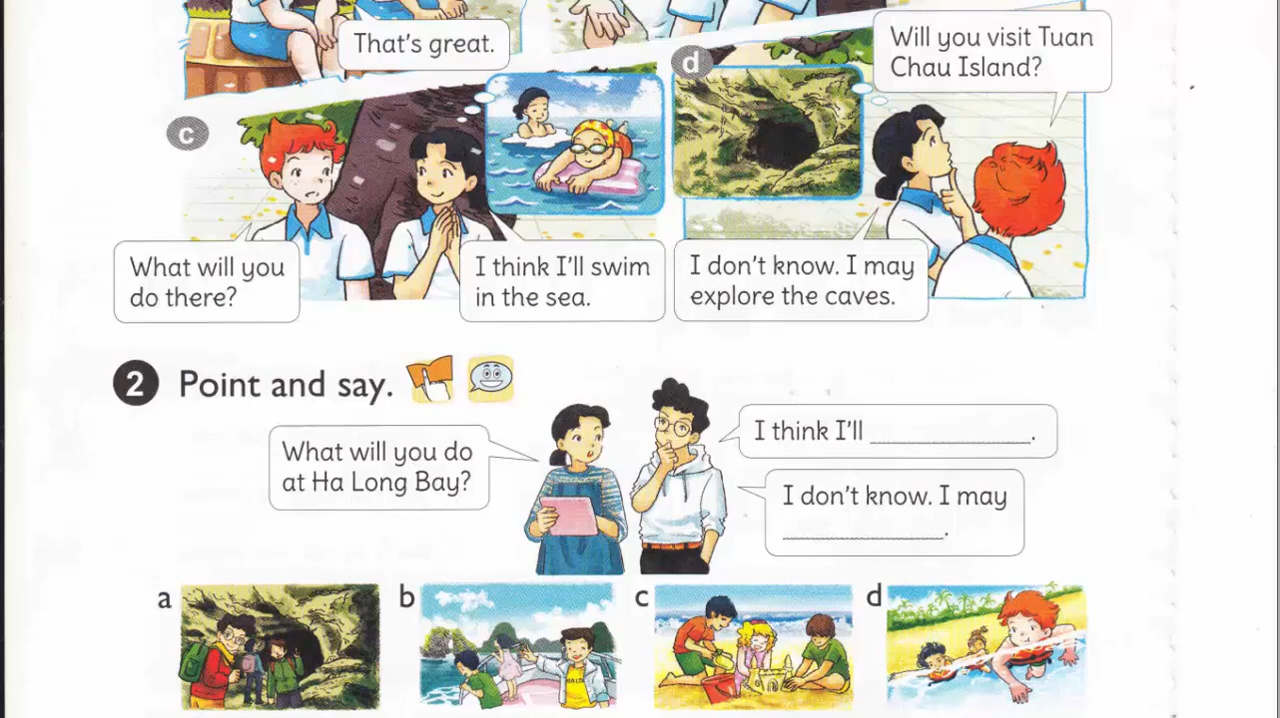 That's great.
d
Will you visit Tuan
Chau Island?
c
What will you
do there?
I think I'll swim
in the sea.
I don't know. I may
explore the caves.
2 Point and say.
What will you do
at Ha Long Bay?
I think I'll ____________.
I don't know. I may
____________.
a
b
c
d